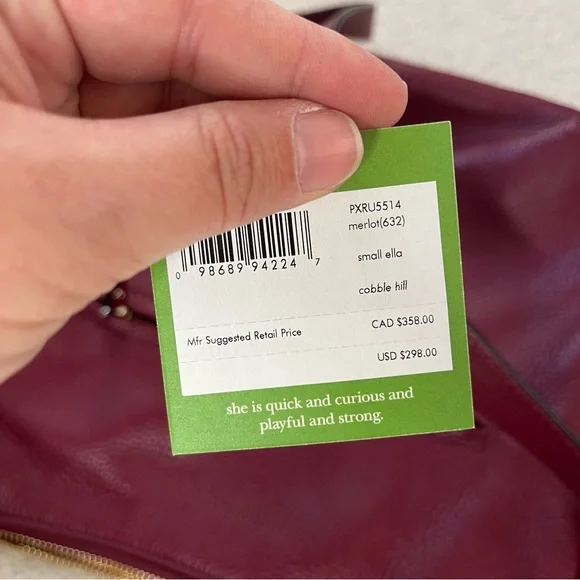 PXRU5514
merlot(632)
0 98689 94224 7
small ella
cobble hill
Mfr Suggested Retail Price
CAD $358.00
USD $298.00
she is quick and curious and
playful and strong.